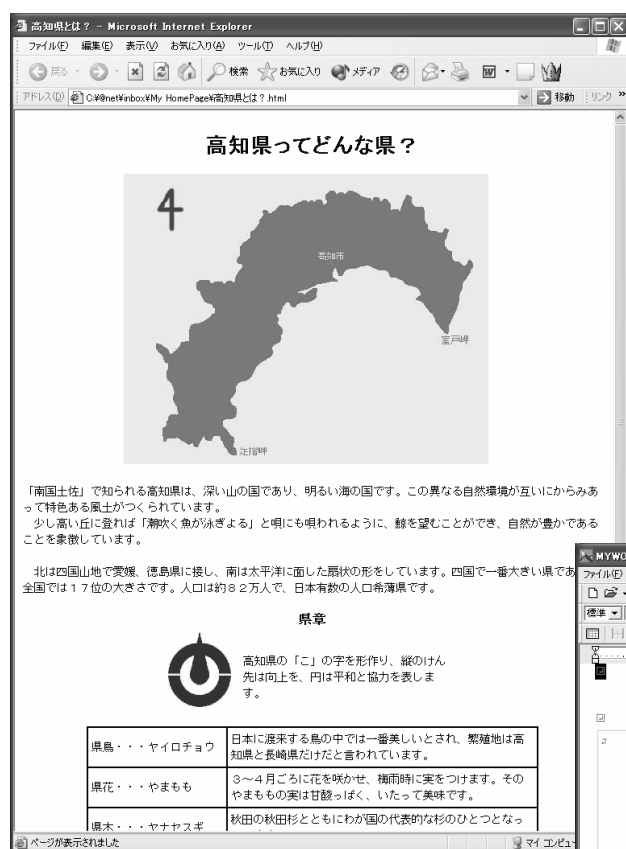 高知県とは？ - Microsoft Internet Explorer
ファイル(F) 編集(E) 表示(V) お気に入り(A) ツール(T) ヘルプ(H)
戻る 検索 お気に入り メディア
アドレス(D) C:¥@net¥inbox¥My HomePage¥高知県とは？.html 移動 リンク »
高知県ってどんな県？
高知市
室戸岬
足摺岬
「南国土佐」で知られる高知県は、深い山の国であり、明るい海の国です。この異なる自然環境が互いにからみあ
って特色ある風土がつくられています。
少し高い丘に登れば「潮吹く魚が泳ぎよる」と唄にも唄われるように、鯨を望むことができ、自然が豊かである
ことを象徴しています。
北は四国山地で愛媛、徳島県に接し、南は太平洋に面した扇状の形をしています。四国で一番大きい県であ
全国では１７位の大きさです。人口は約８２万人で、日本有数の人口希薄県です。
県章
高知県の「こ」の字を形作り、縦のけん
先は向上を、円は平和と協力を表しま
す。
県鳥・・・ヤイロチョウ
日本に渡来する鳥の中では一番美しいとされ、繁殖地は高
知県と長崎県だけだと言われています。
県花・・・やまもも
３～４月ごろに花を咲かせ、梅雨時に実をつけます。その
やまももの実は甘酸っぱく、いたって美味です。
県木・・・ヤナセスギ
秋田の秋田杉とともにわが国の代表的な杉のひとつとなっ
ページが表示されました マイ コンピュ
MYWO
ファイル(F)
標準